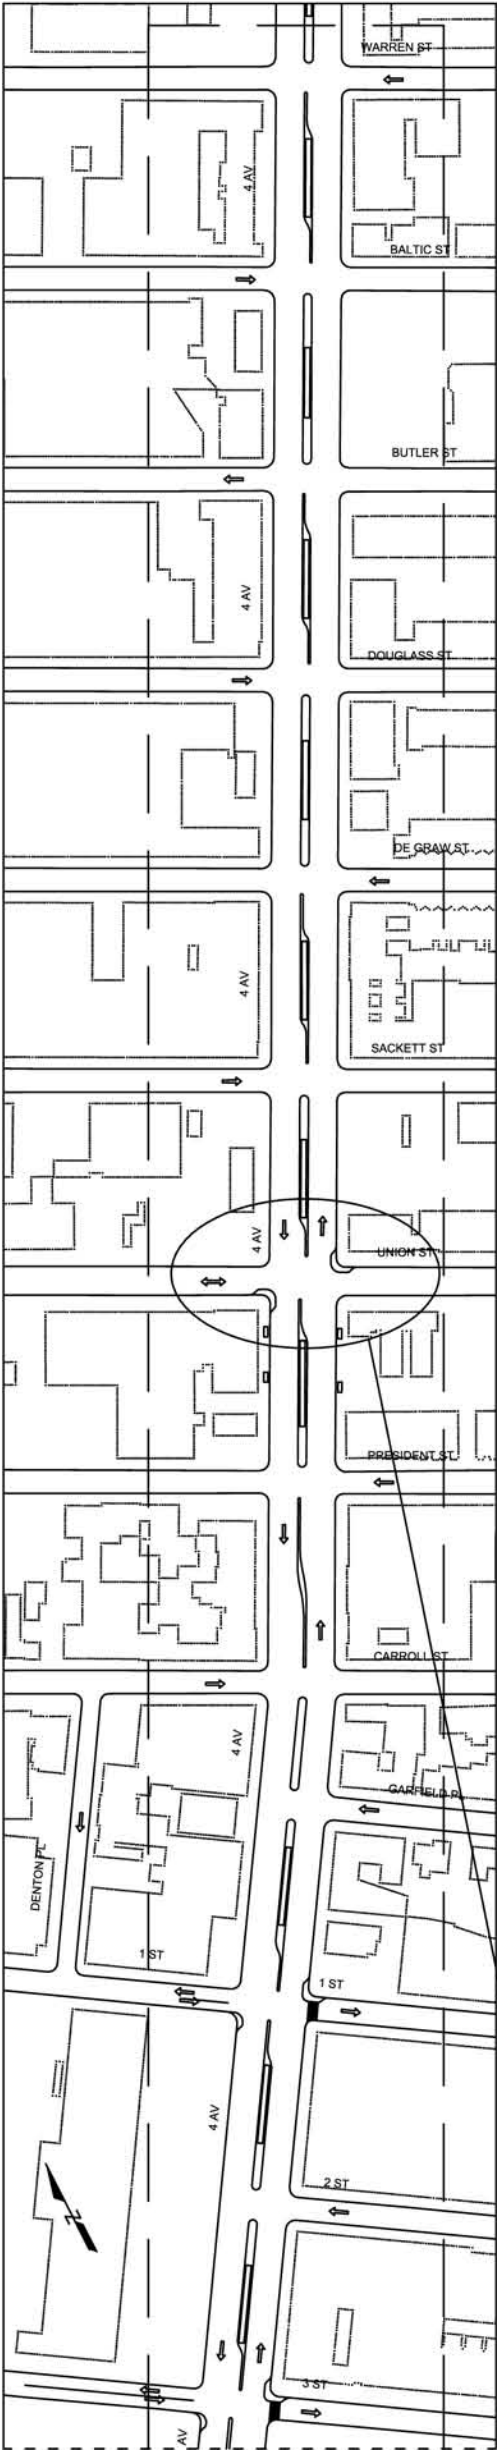 WARREN ST
4 AV
BALTIC ST
BUTLER ST
4 AV
DOUGLASS ST
DE GRAW ST
4 AV
SACKETT ST
4 AV
UNION ST
PRESIDENT ST
CARROLL ST
4 AV
GARFIELD PL
DENTON PL
1 ST
1 ST
4 AV
2 ST
N
3 ST
AV